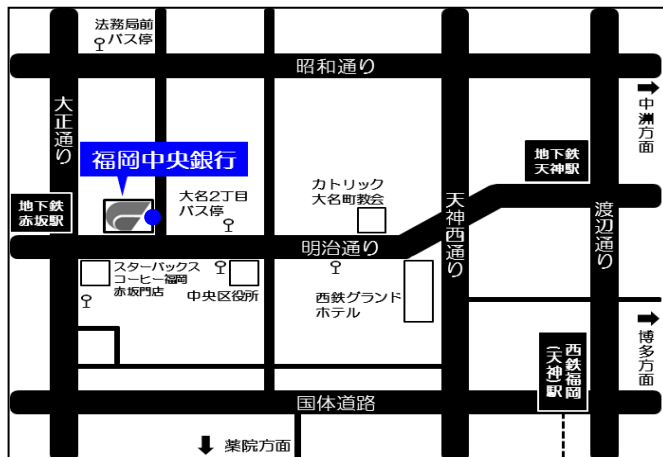 法務局前
バス停
昭和通り
大正通り
中洲方面
福岡中央銀行
地下鉄
天神駅
カトリック
大名町教会
大名2丁目
バス停
地下鉄
赤坂駅
天神西通り
渡辺通り
明治通り
スターバックス
コーヒー福岡
赤坂門店
中央区役所
西鉄グランド
ホテル
博多方面
西鉄福岡
(天神)駅
国体道路
薬院方面